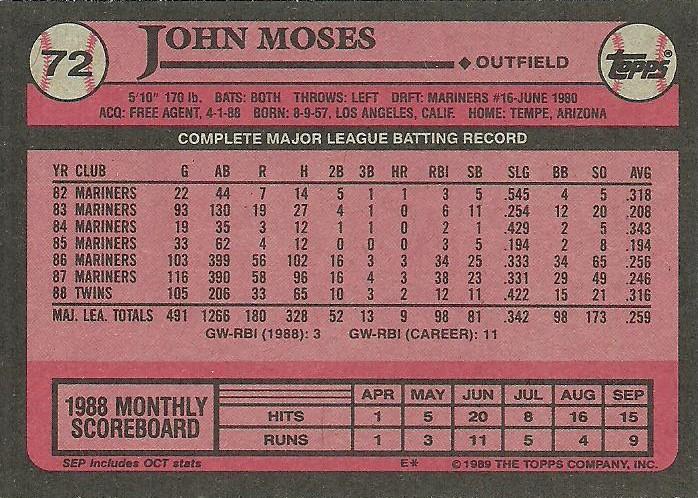 72
JOHN MOSES
◆ OUTFIELD
TOPPS®
5'10" 170 lb. BATS: BOTH THROWS: LEFT DRFT: MARINERS #16-JUNE 1980
ACQ: FREE AGENT, 4-1-88 BORN: 8-9-57, LOS ANGELES, CALIF. HOME: TEMPE, ARIZONA
COMPLETE MAJOR LEAGUE BATTING RECORD
YR CLUB G AB R H 2B 3B HR RBI SB SLG BB SO AVG
82 MARINERS 22 44 7 14 5 1 1 3 5 .545 4 5 .318
83 MARINERS 93 130 19 27 4 1 0 6 11 .254 12 20 .208
84 MARINERS 19 35 3 12 1 1 0 2 1 .429 2 5 .343
85 MARINERS 33 62 4 12 0 0 0 3 5 .194 2 8 .194
86 MARINERS 103 399 56 102 16 3 3 34 25 .333 34 65 .256
87 MARINERS 116 390 58 96 16 4 3 38 23 .331 29 49 .246
88 TWINS 105 206 33 65 10 3 2 12 11 .422 15 21 .316
MAJ. LEA. TOTALS 491 1266 180 328 52 13 9 98 81 .342 98 173 .259
GW-RBI (1988): 3 GW-RBI (CAREER): 11
1988 MONTHLY SCOREBOARD
APR MAY JUN JUL AUG SEP
HITS 1 5 20 8 16 15
RUNS 1 3 11 5 4 9
SEP Includes OCT stats E* © 1989 THE TOPPS COMPANY, INC.